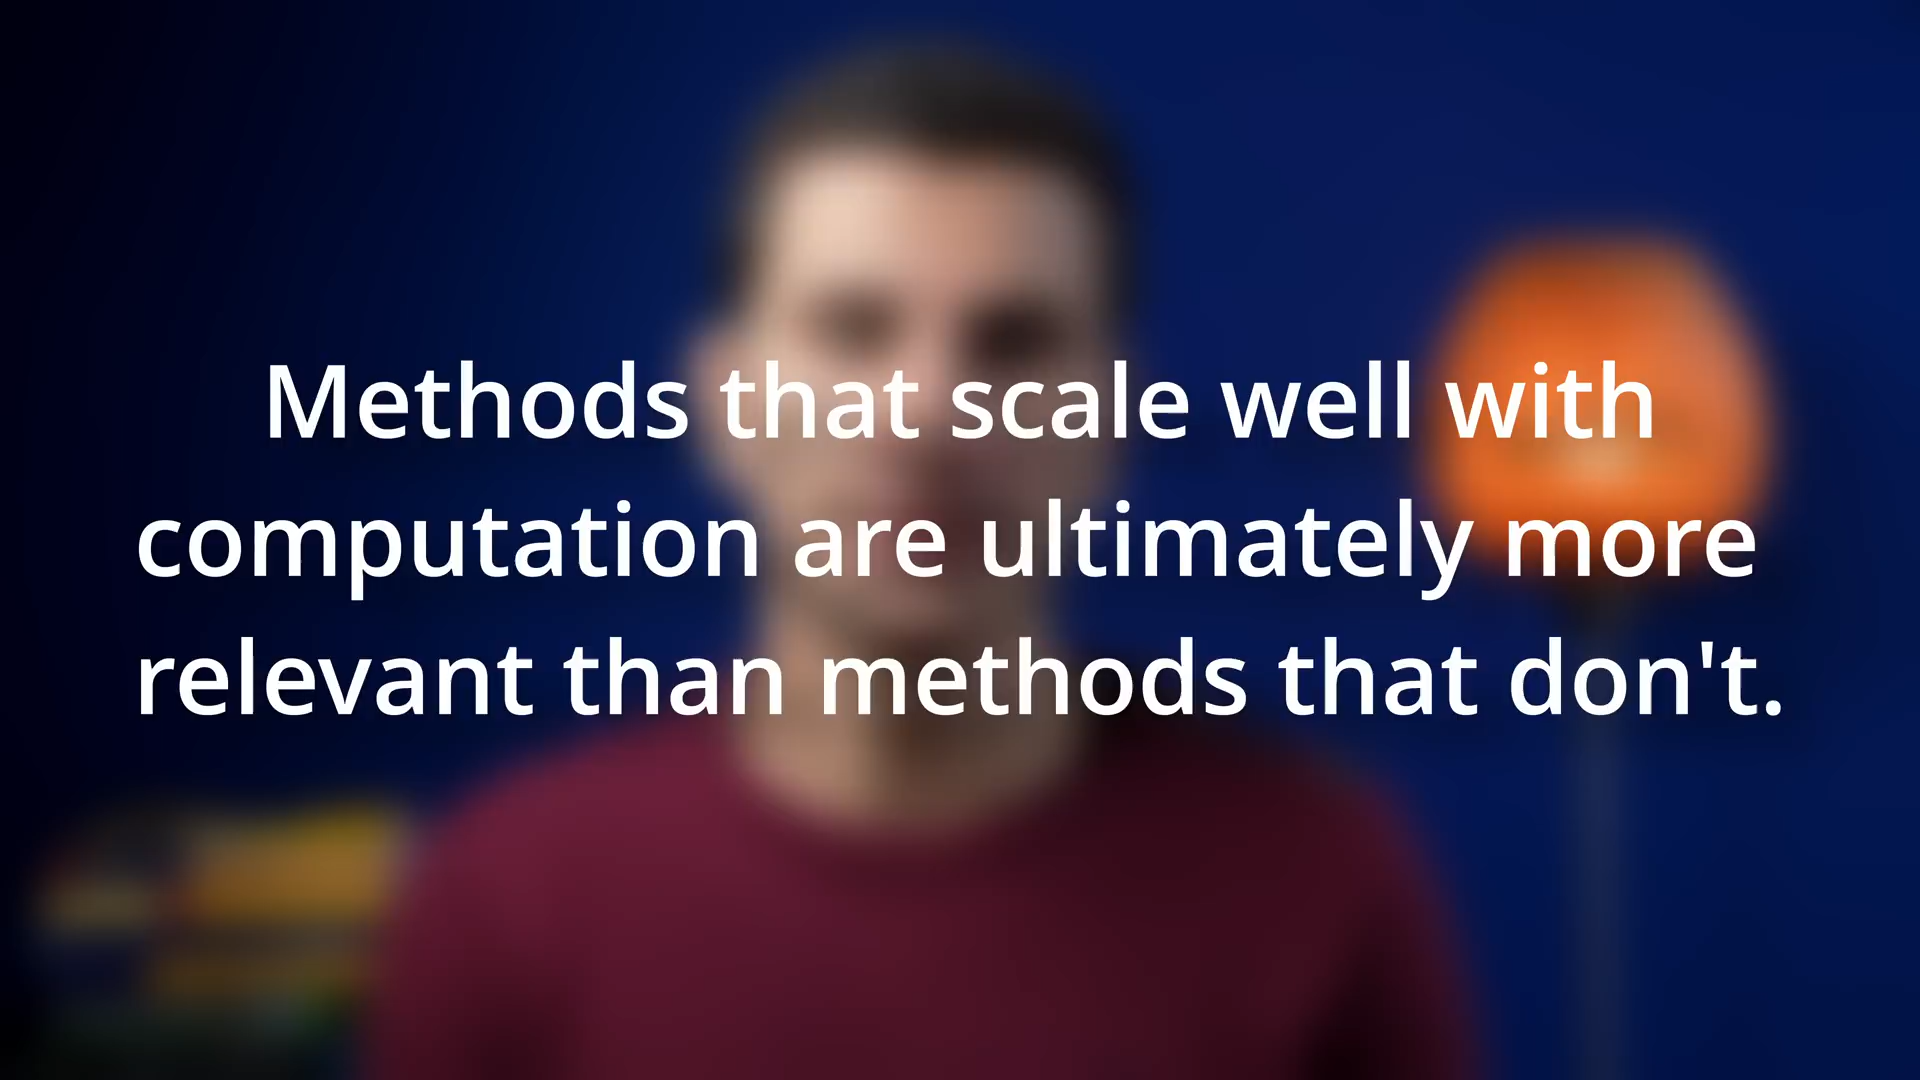 Methods that scale well with
computation are ultimately more
relevant than methods that don't.